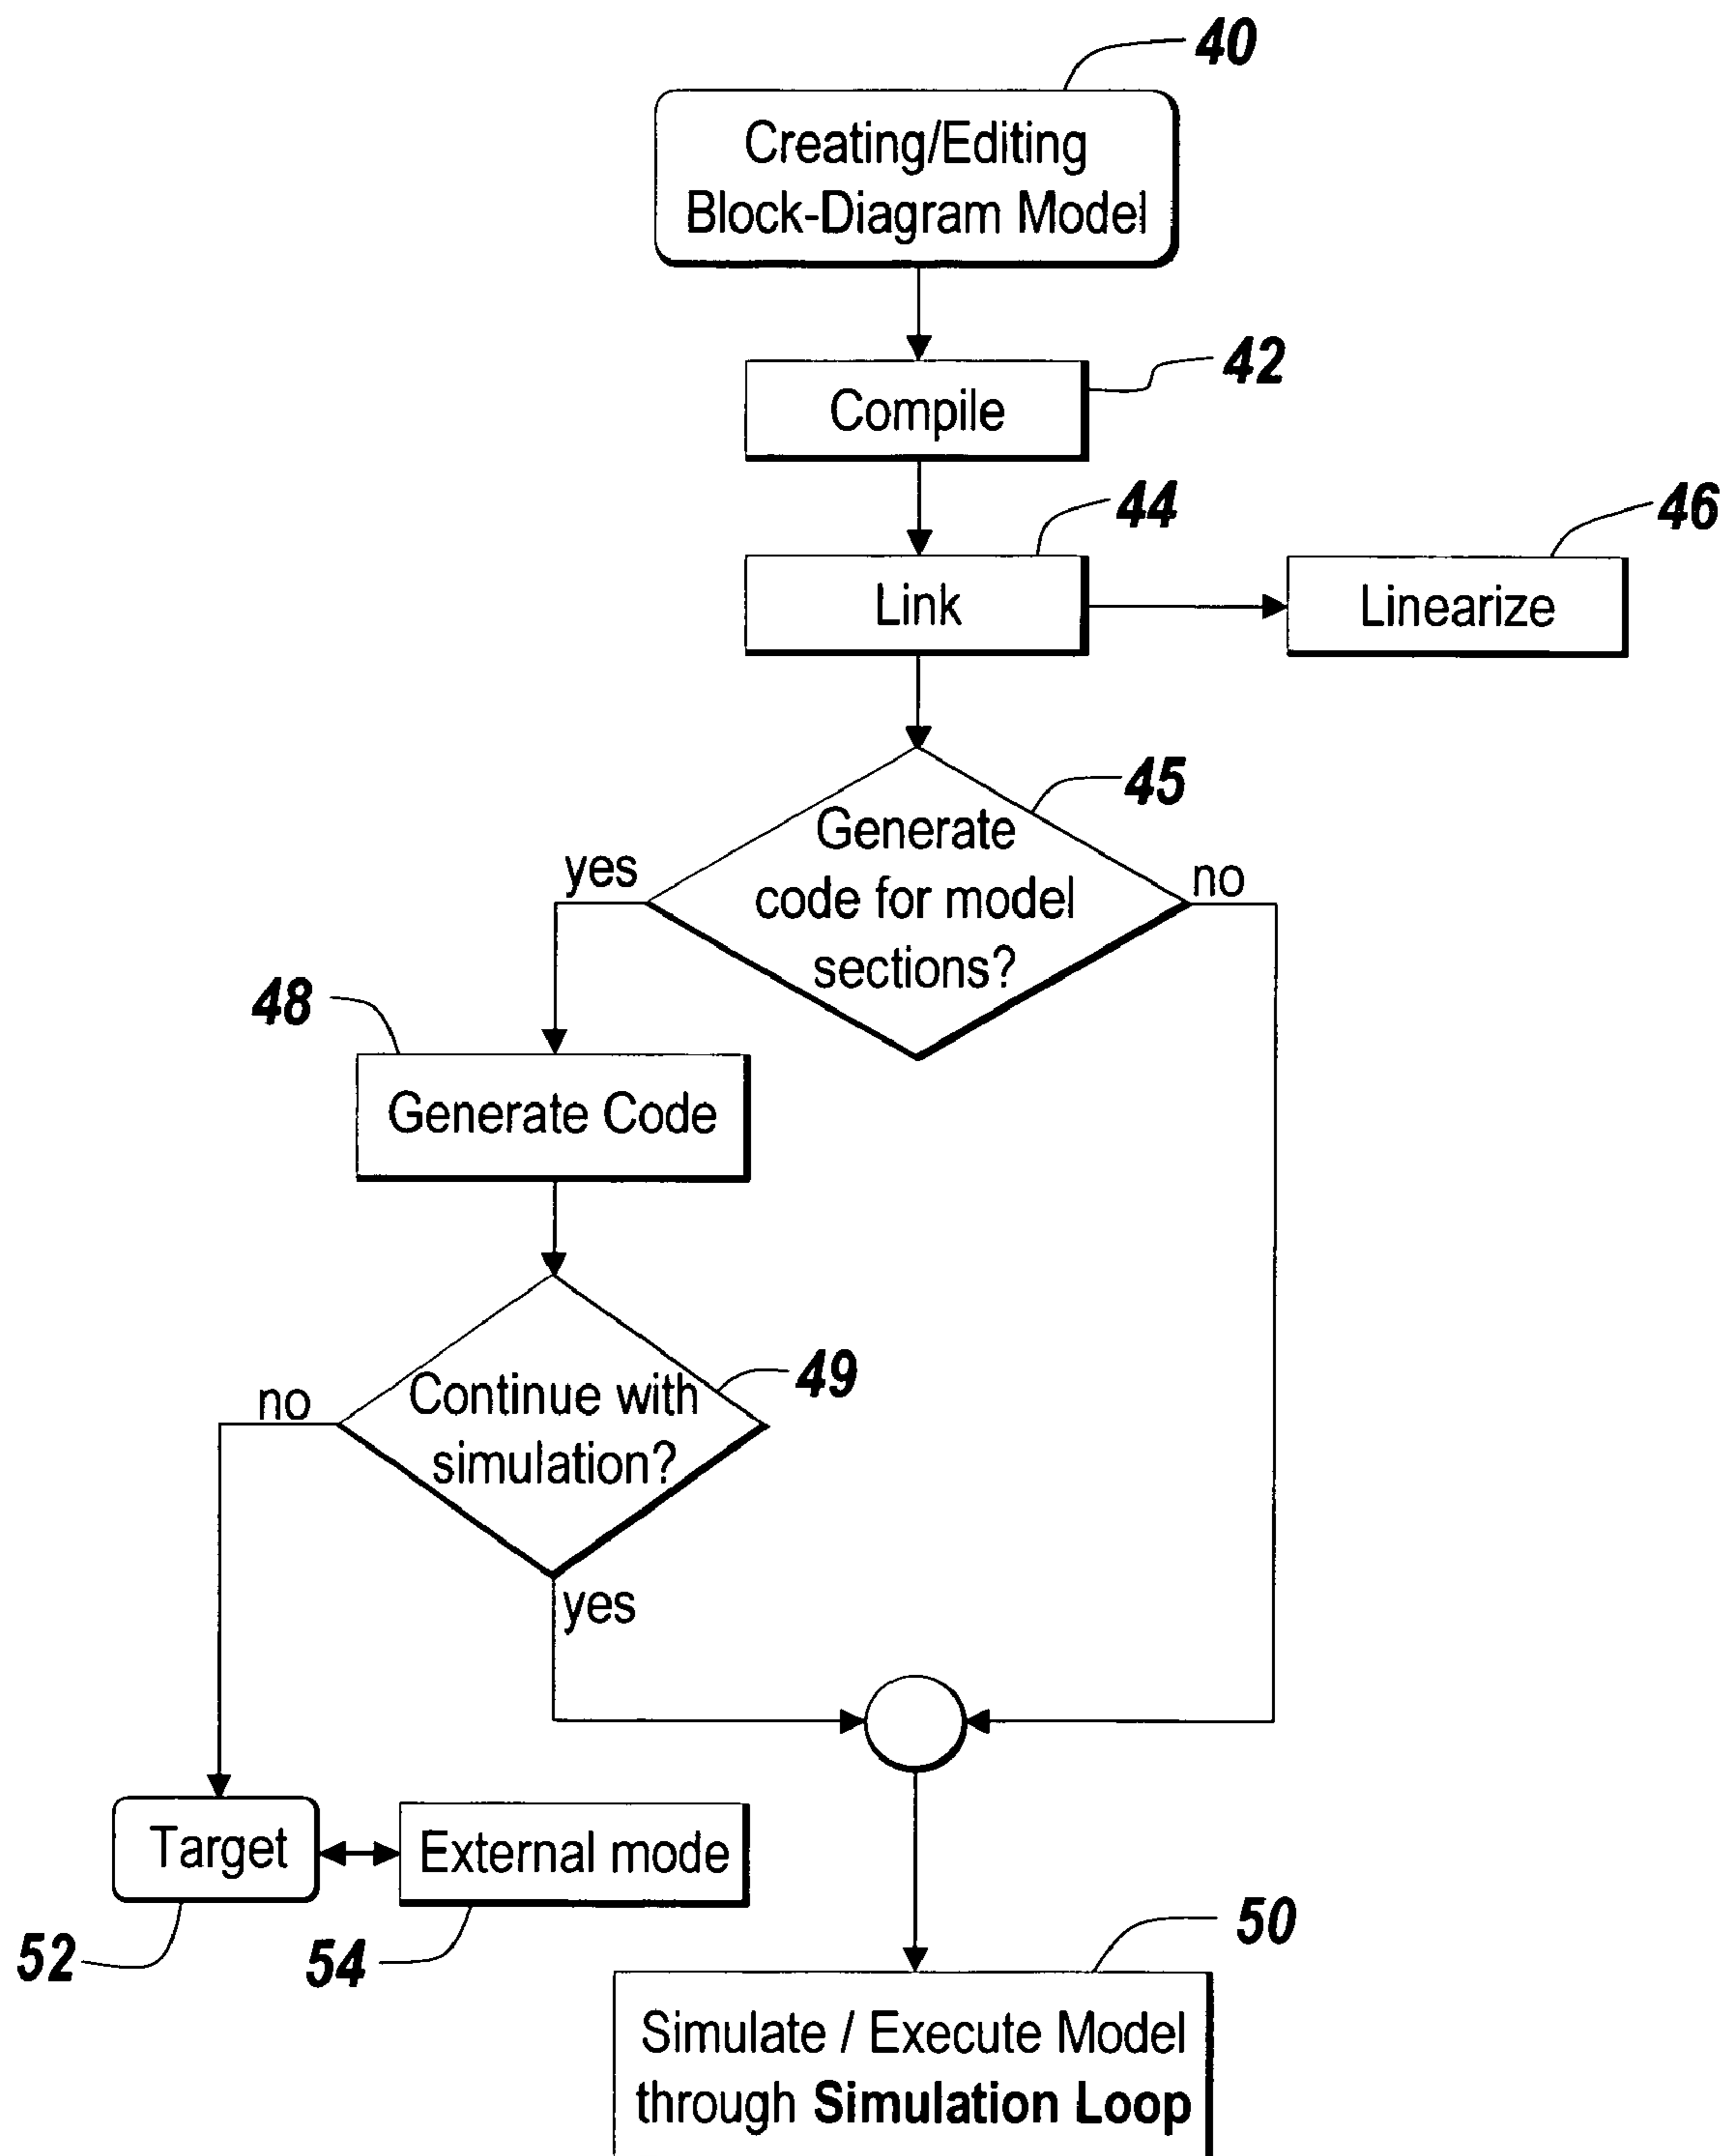 40
Creating/Editing
Block-Diagram Model
42
Compile
44
46
Link
Linearize
45
Generate
code for model
sections?
yes
no
48
Generate Code
49
Continue with
simulation?
no
yes
Target
External mode
52
54
50
Simulate / Execute Model
through Simulation Loop